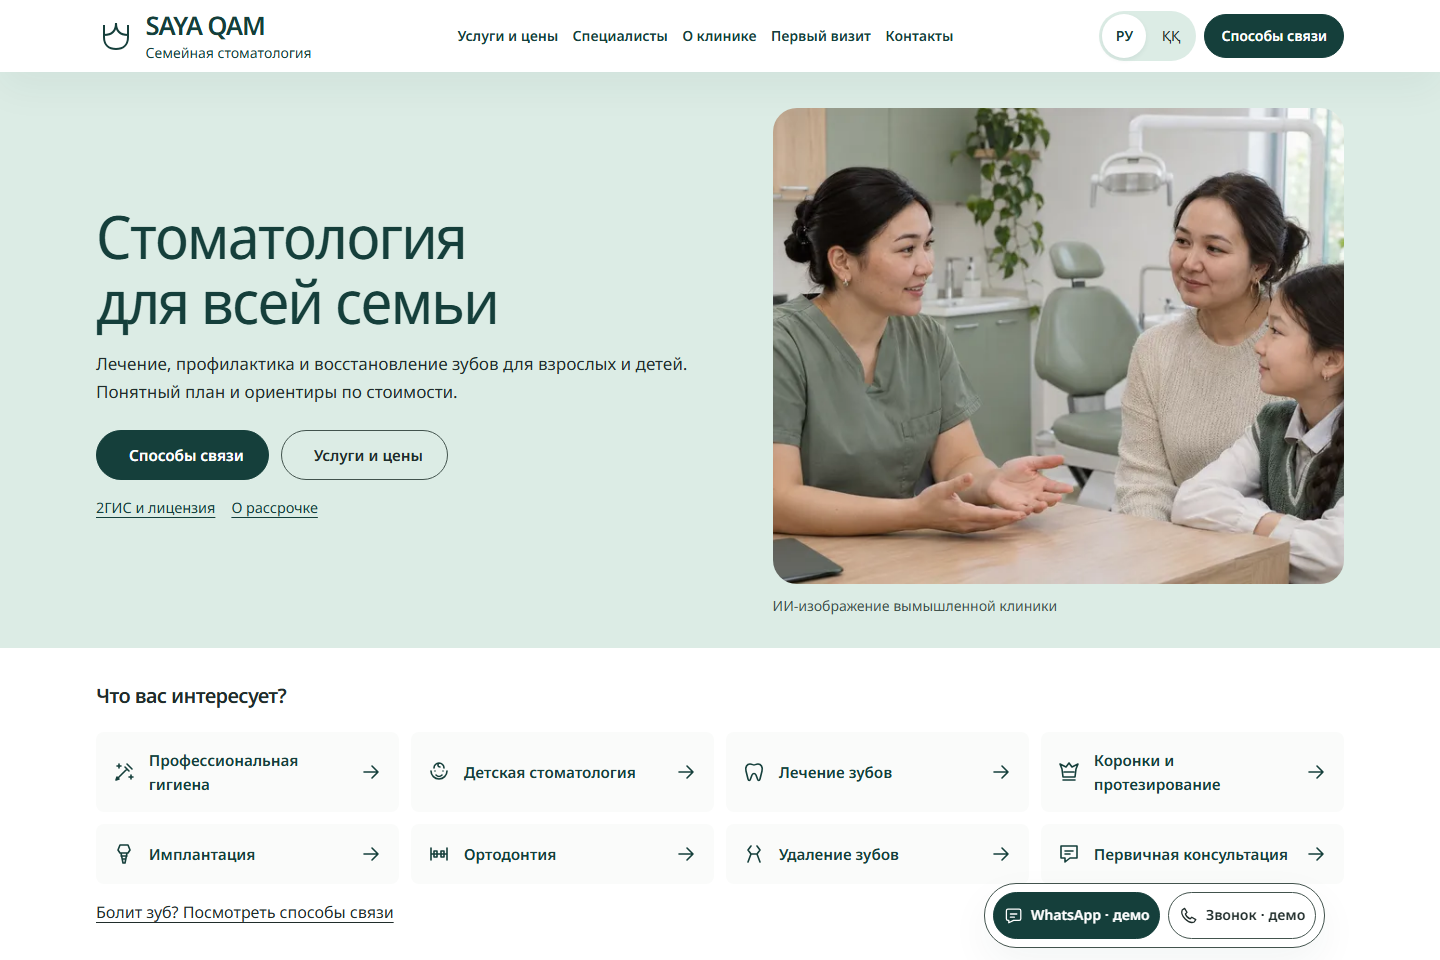 SAYA QAM
Семейная стоматология
Услуги и цены
Специалисты
О клинике
Первый визит
Контакты
РУ
ҚҚ
Способы связи
Стоматология
для всей семьи
Лечение, профилактика и восстановление зубов для взрослых и детей.
Понятный план и ориентиры по стоимости.
Способы связи
Услуги и цены
2ГИС и лицензия
О рассрочке
ИИ-изображение вымышленной клиники
Что вас интересует?
Профессиональная
гигиена
Детская стоматология
Лечение зубов
Коронки и
протезирование
Имплантация
Ортодонтия
Удаление зубов
Первичная консультация
Болит зуб? Посмотреть способы связи
WhatsApp · демо
Звонок · демо